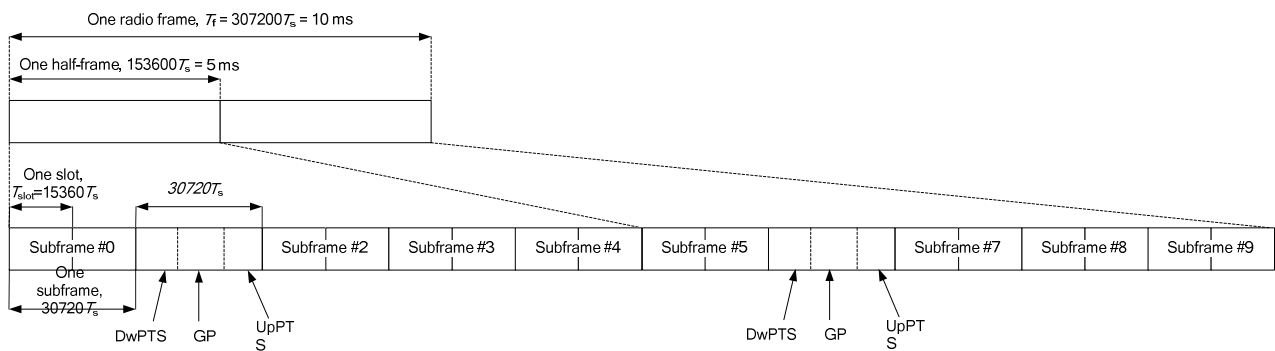 One radio frame, Tf = 307200Ts = 10 ms
One half-frame, 153600Ts = 5 ms
One slot,
Tslot=15360Ts
30720Ts
Subframe #0
Subframe #2
Subframe #3
Subframe #4
Subframe #5
Subframe #7
Subframe #8
Subframe #9
One
subframe,
30720Ts
DwPTS
GP
UpPT
S
DwPTS
GP
UpPT
S